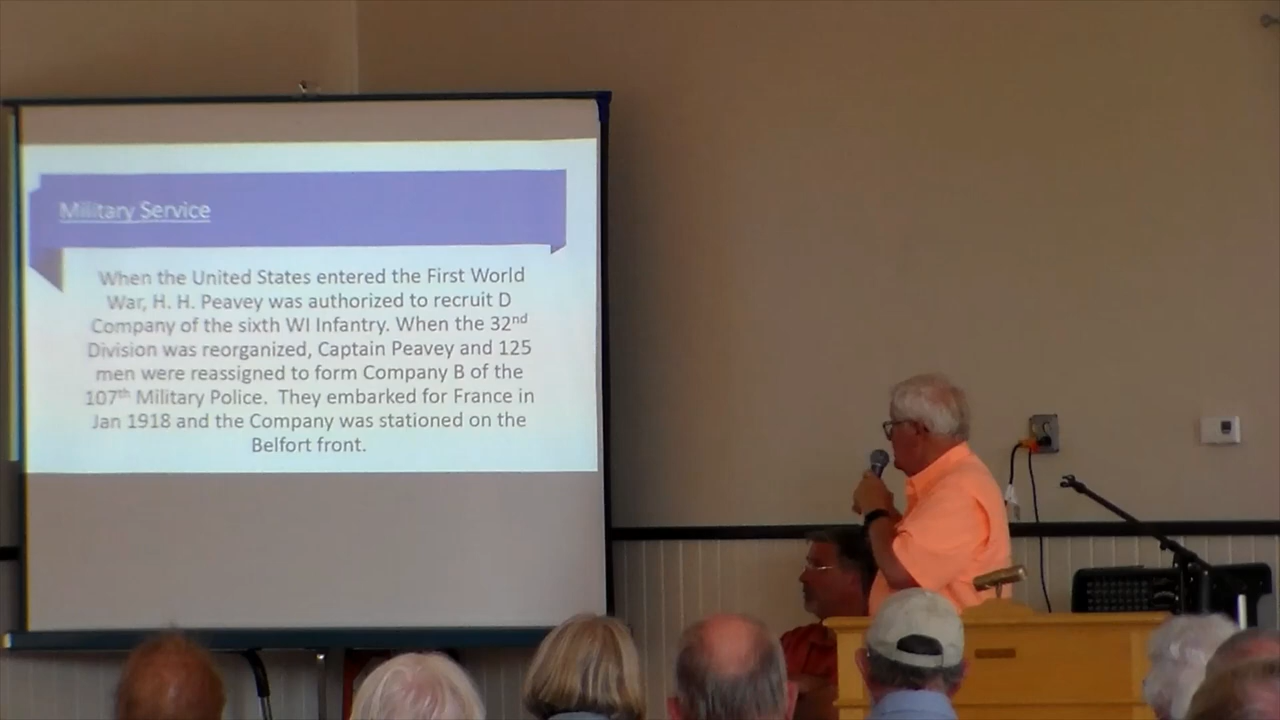 Military Service
When the United States entered the First World
War, H. H. Peavey was authorized to recruit D
Company of the sixth WI Infantry. When the 32nd
Division was reorganized, Captain Peavey and 125
men were reassigned to form Company B of the
107th Military Police. They embarked for France in
Jan 1918 and the Company was stationed on the
Belfort front.